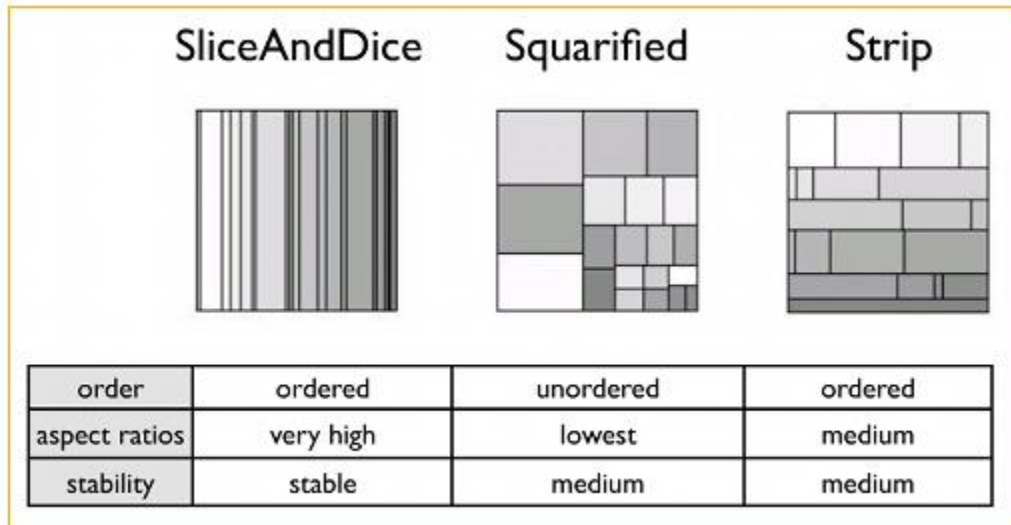 SliceAndDice Squarified Strip
order ordered unordered ordered
aspect ratios very high lowest medium
stability stable medium medium